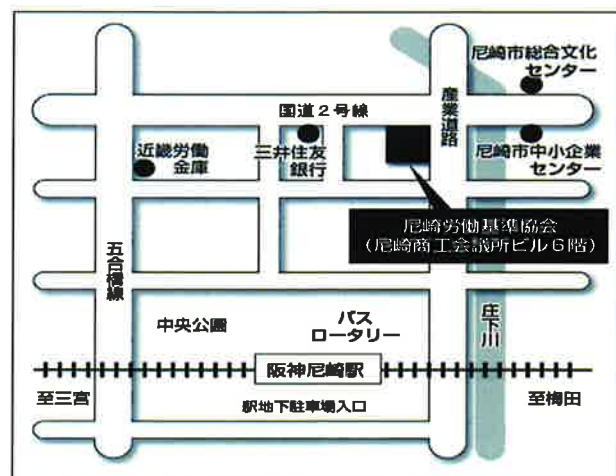 尼崎市総合文化
センター
国道２号線
産業道路
近畿労働
金庫
三井住友
銀行
尼崎市中小企業
センター
尼崎労働基準協会
（尼崎商工会議所ビル６階）
五合橋線
庄下川
中央公園
バス
ロータリー
阪神尼崎駅
至三宮
駅地下駐車場入口
至梅田